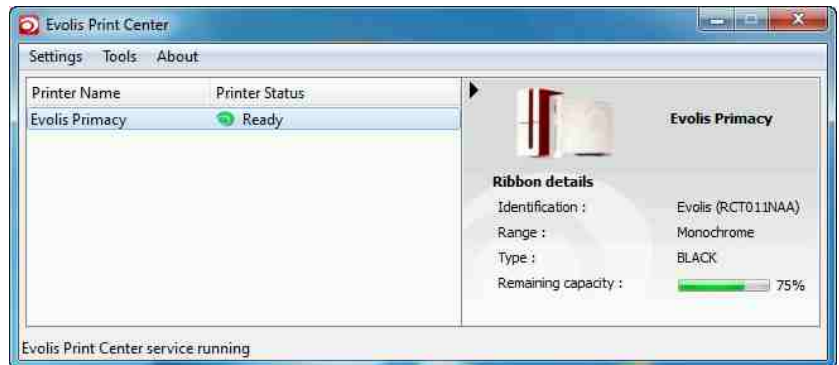 Evolis Print Center
Settings Tools About
Printer Name Printer Status
Evolis Primacy Ready
Evolis Primacy
Ribbon details
Identification : Evolis (RCT011NAA)
Range : Monochrome
Type : BLACK
Remaining capacity : 75%
Evolis Print Center service running